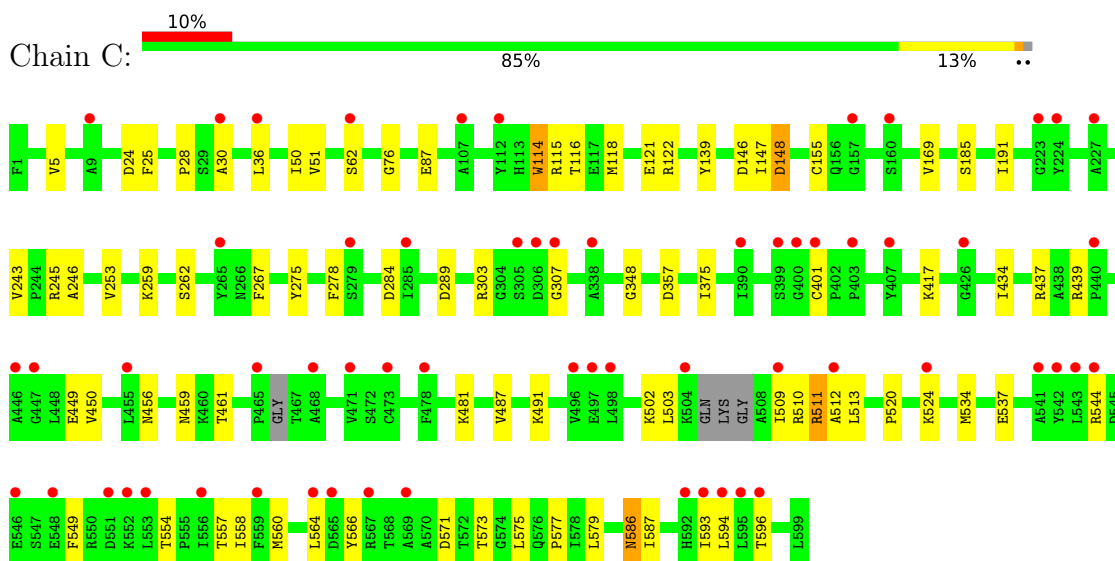 10%
Chain C:
85% 13% ••
F1 V5 A9 D24 F25 P28 S29 A30 L36 I50 V51 S62 G76 E87 A107 Y112 H113 W114 R115 T116 E117 M118 E121 R122 Y139 D146 I147 D148 C155 Q156 G157 S160 V169 S185 I191 G223 Y224 A227
V243 P244 R245 A246 V253 K259 S262 Y265 N266 F267 Y275 F278 S279 D284 I285 D289 R303 G304 S305 D306 G307 A338 G348 D357 I375 I390 S399 G400 C401 P402 P403 Y407 K417 G426 I434 R437 A438 R439 P440
A446 G447 L448 E449 V450 L455 N456 N459 K460 T461 P465 GLY T467 A468 V471 S472 C473 F478 K481 V487 K491 V496 E497 L498 K502 L503 K504 GLN LYS GLY A508 I509 R510 R511 A512 L513 P520 K524 M534 E537 A541 Y542 L543 R544 D545
E546 S547 E548 F549 R550 D551 K552 L553 T554 P555 I556 T557 I558 F559 M560 L564 D565 Y566 R567 T568 A569 A570 D571 T572 T573 G574 L575 Q576 P577 I578 L579 N586 I587 H592 I593 L594 L595 T596 L599